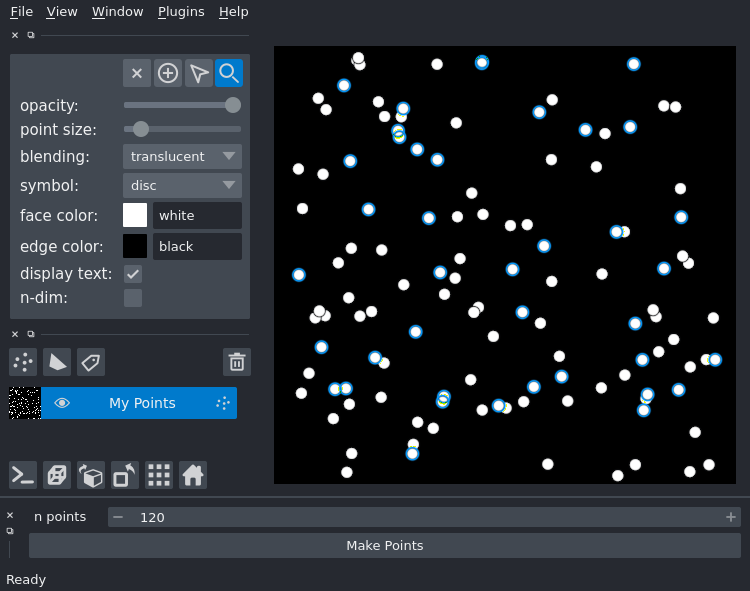 File View Window Plugins Help
opacity:
point size:
blending: translucent
symbol: disc
face color: white
edge color: black
display text:
n-dim:
My Points
n points 120
Make Points
Ready